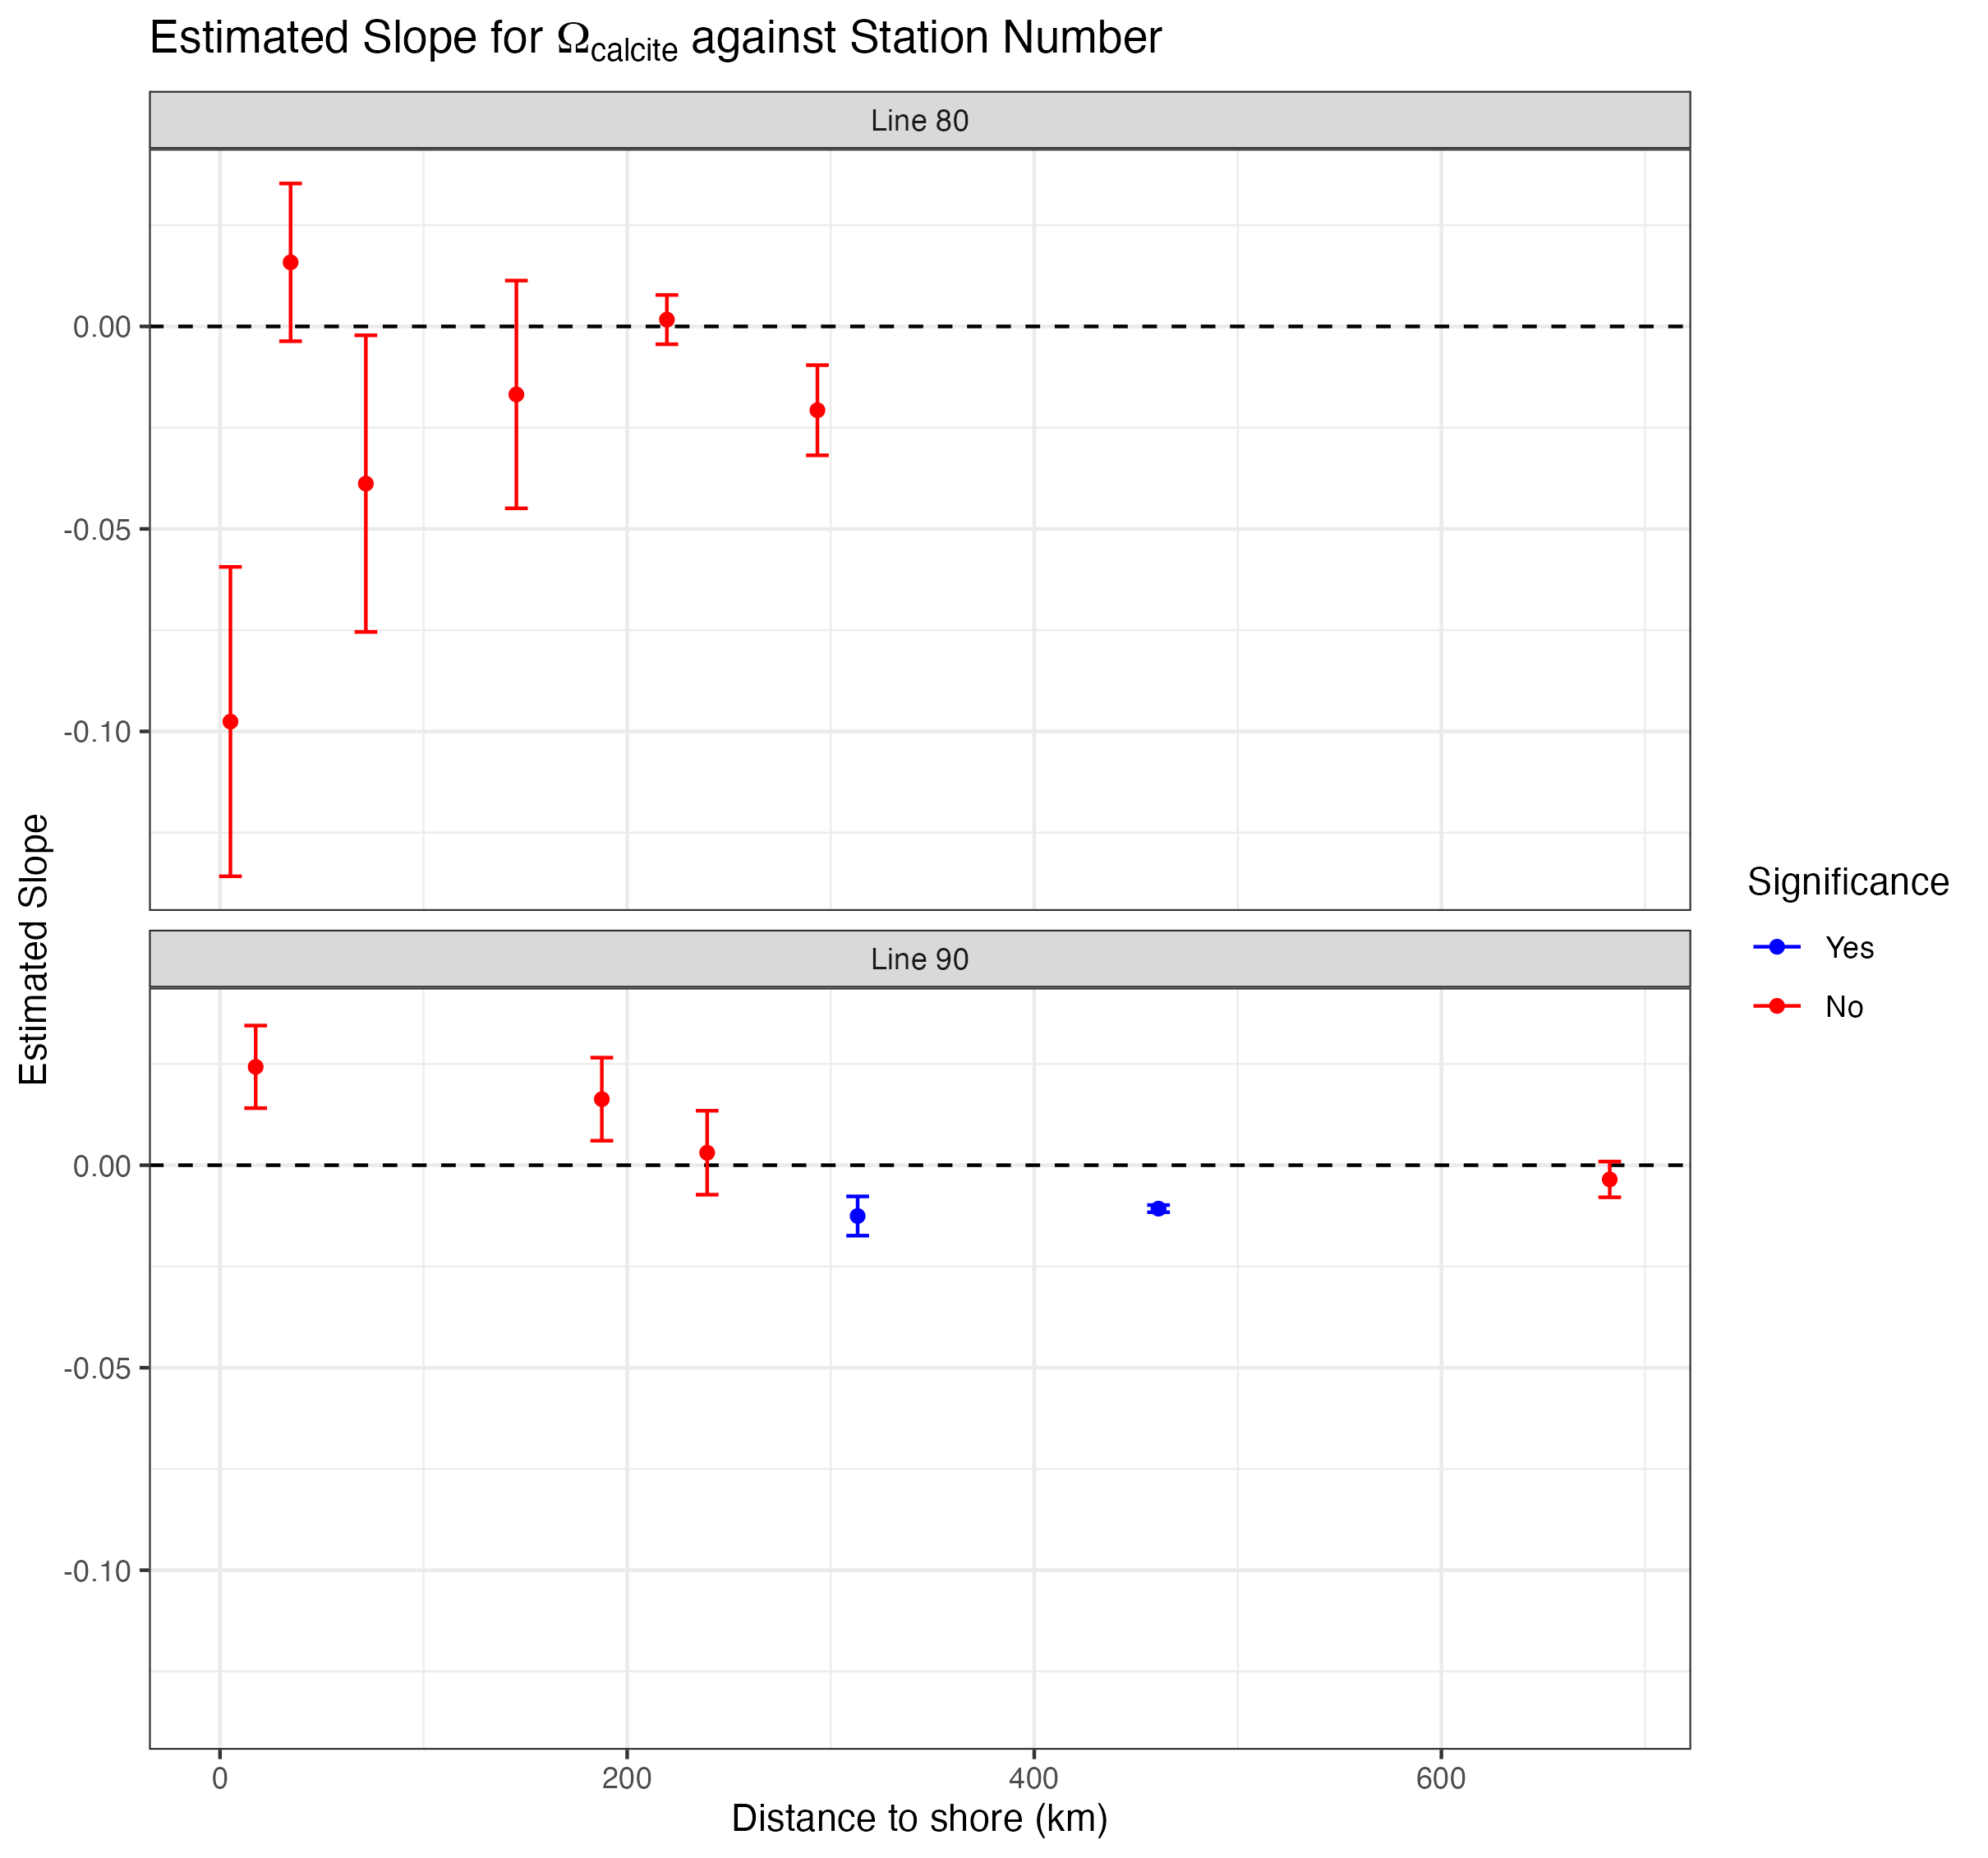 Estimated Slope for Ωcalcite against Station Number
Line 80
0.00
-0.05
-0.10
Line 90
0.00
-0.05
-0.10
0 200 400 600
Distance to shore (km)
Estimated Slope
Significance
Yes
No